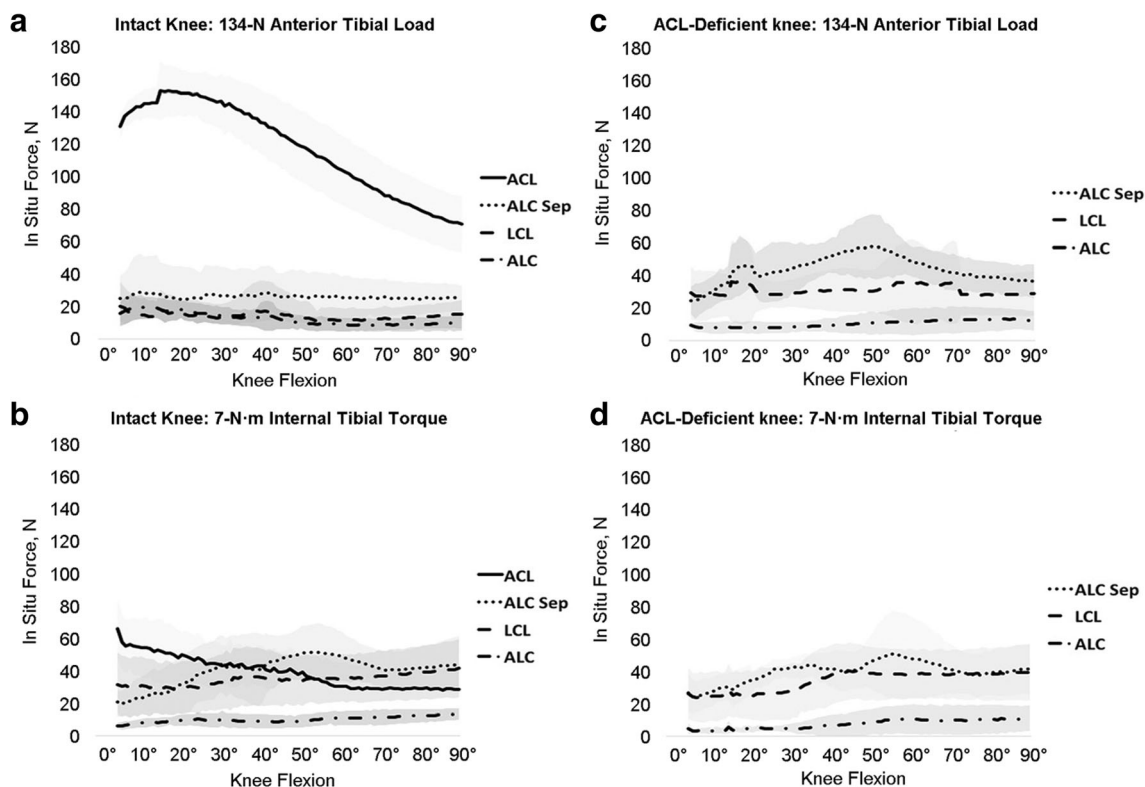 a
Intact Knee: 134-N Anterior Tibial Load
180
160
140
120
100
80
60
40
20
0
In Situ Force, N
0° 10° 20° 30° 40° 50° 60° 70° 80° 90°
Knee Flexion
ACL
ALC Sep
LCL
ALC
c
ACL-Deficient knee: 134-N Anterior Tibial Load
180
160
140
120
100
80
60
40
20
0
In Situ Force, N
0° 10° 20° 30° 40° 50° 60° 70° 80° 90°
Knee Flexion
ALC Sep
LCL
ALC
b
Intact Knee: 7-N·m Internal Tibial Torque
180
160
140
120
100
80
60
40
20
0
In Situ Force, N
0° 10° 20° 30° 40° 50° 60° 70° 80° 90°
Knee Flexion
ACL
ALC Sep
LCL
ALC
d
ACL-Deficient knee: 7-N·m Internal Tibial Torque
180
160
140
120
100
80
60
40
20
0
In Situ Force, N
0° 10° 20° 30° 40° 50° 60° 70° 80° 90°
Knee Flexion
ALC Sep
LCL
ALC